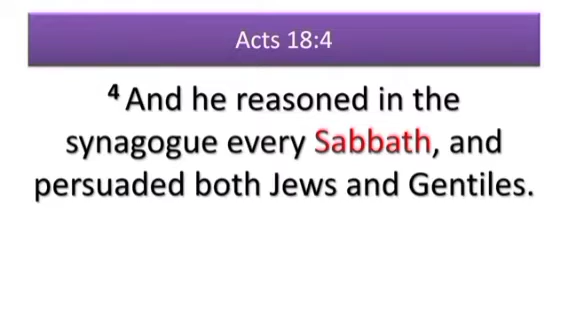 Acts 18:4
4 And he reasoned in the
synagogue every Sabbath, and
persuaded both Jews and Gentiles.